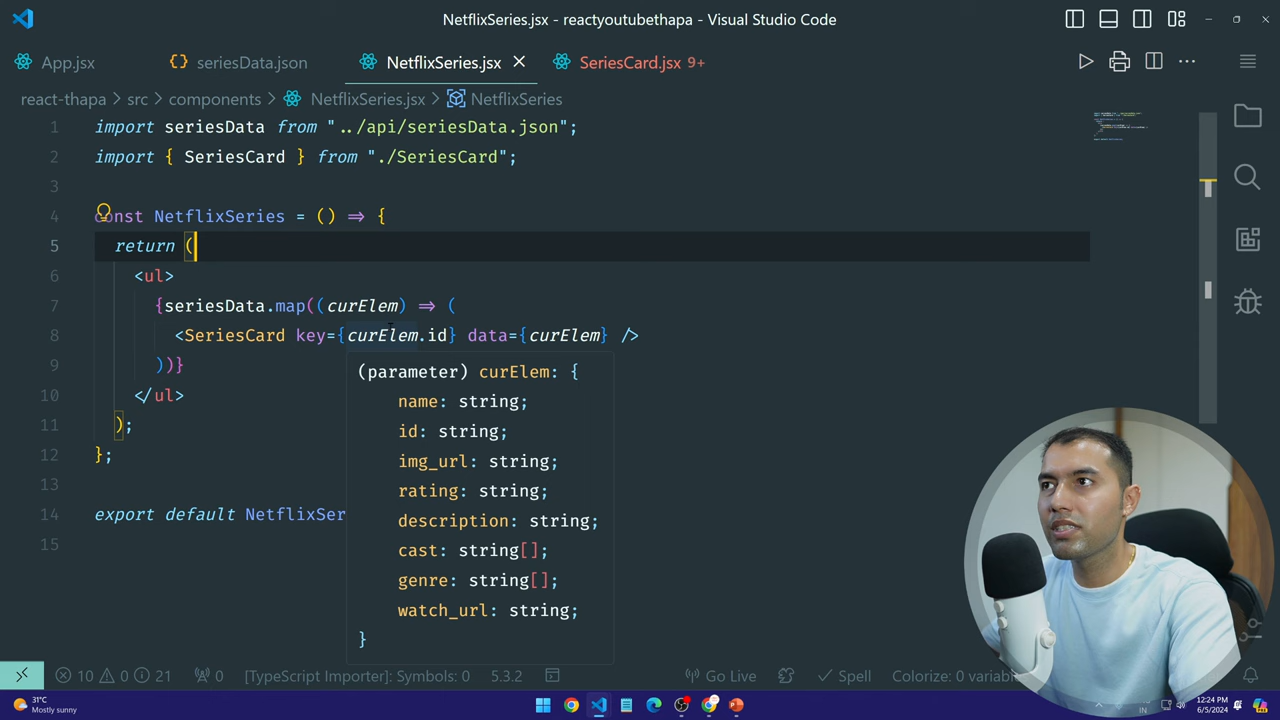 NetflixSeries.jsx - reactyoutubethapa - Visual Studio Code
App.jsx
seriesData.json
NetflixSeries.jsx
SeriesCard.jsx 9+
react-thapa > src > components > NetflixSeries.jsx > NetflixSeries
1 import seriesData from "../api/seriesData.json";
2 import { SeriesCard } from "./SeriesCard";
3
4 const NetflixSeries = () => {
5 return (
6 <ul>
7 {seriesData.map((curElem) => (
8 <SeriesCard key={curElem.id} data={curElem} />
9 ))}
10 </ul>
11 );
12 };
13
14 export default NetflixSer
15
(parameter) curElem: {
name: string;
id: string;
img_url: string;
rating: string;
description: string;
cast: string[];
genre: string[];
watch_url: string;
}
10 0 21 0 [TypeScript Importer]: Symbols: 0 5.3.2 Go Live Spell Colorize: 0 variab
31°C
Mostly sunny
IN
12:24 PM
6/5/2024